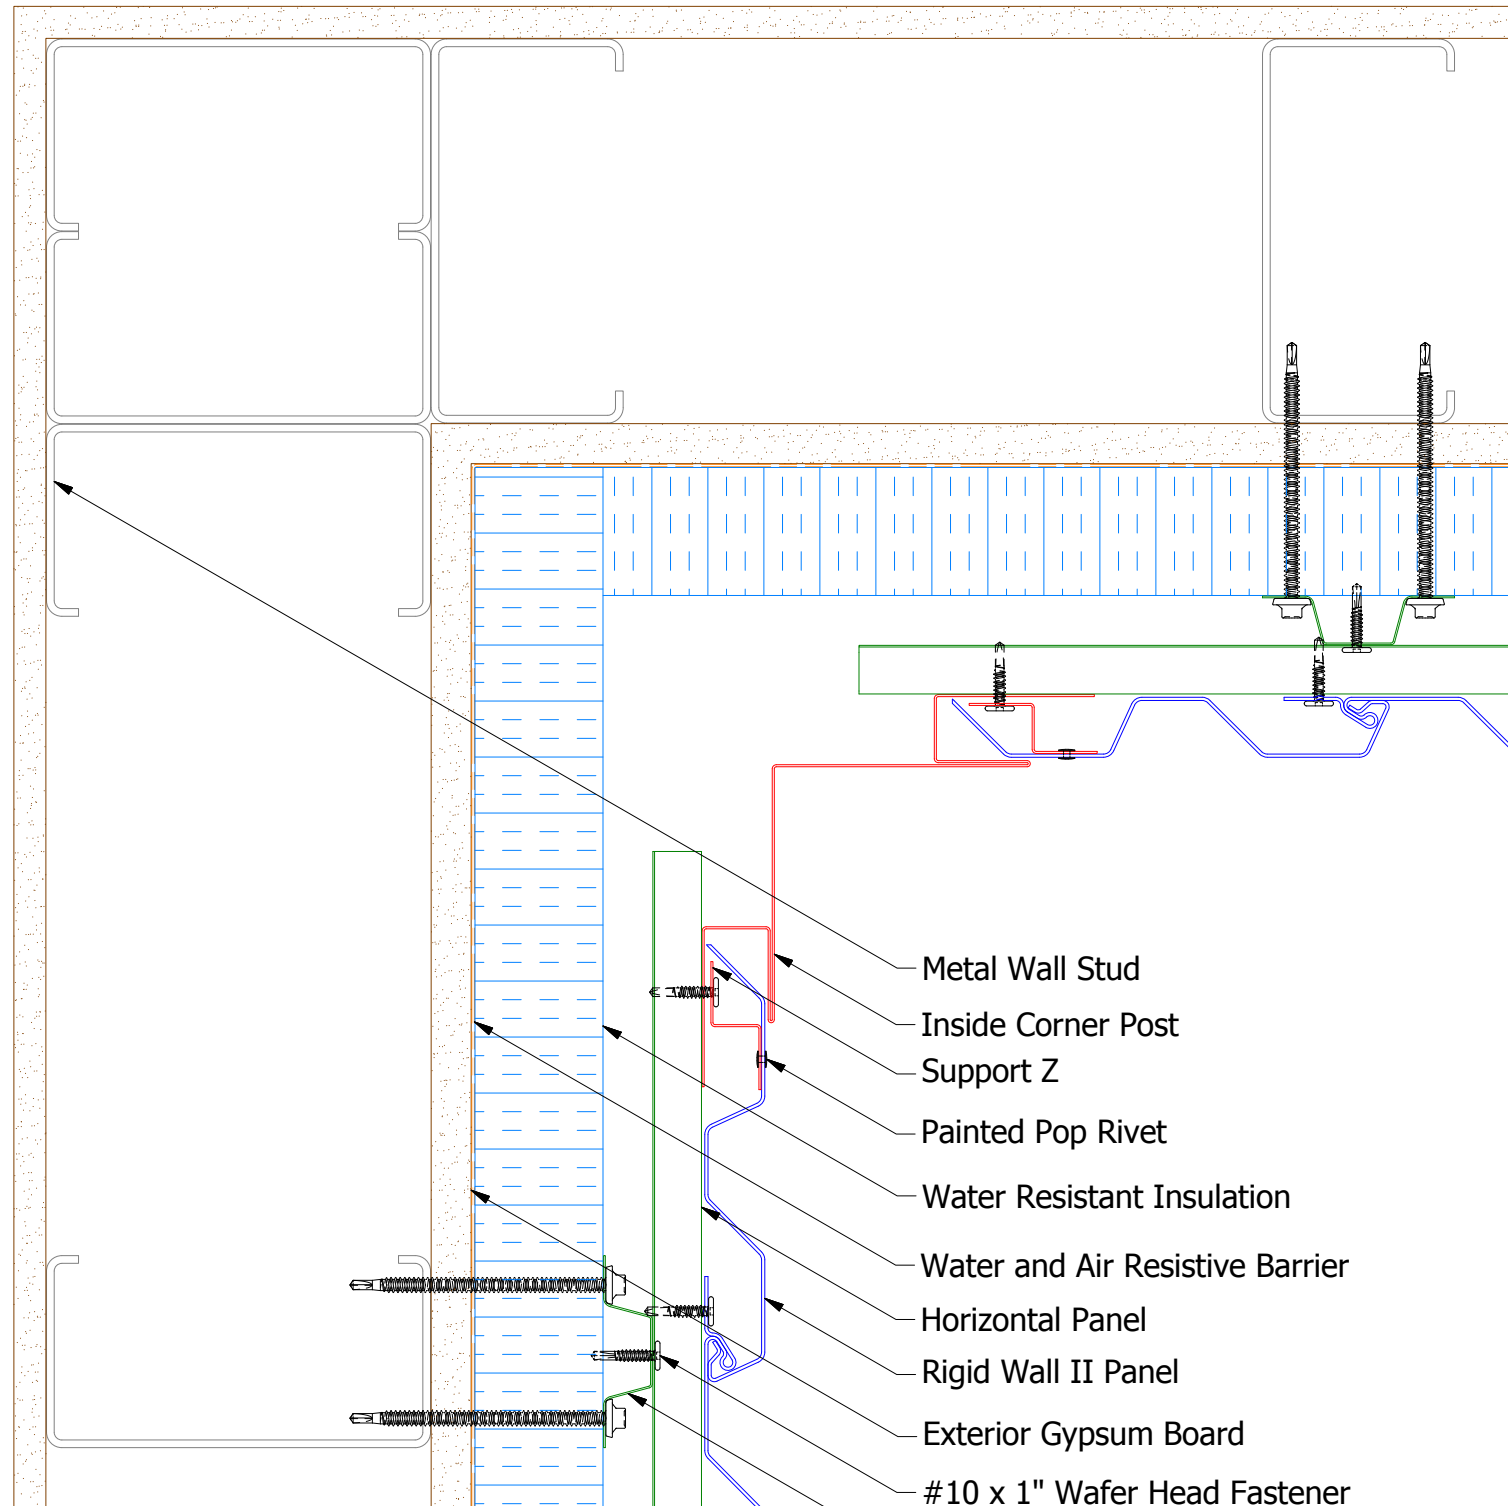 Metal Wall Stud
Inside Corner Post
Support Z
Painted Pop Rivet
Water Resistant Insulation
Water and Air Resistive Barrier
Horizontal Panel
Rigid Wall II Panel
Exterior Gypsum Board
#10 x 1" Wafer Head Fastener